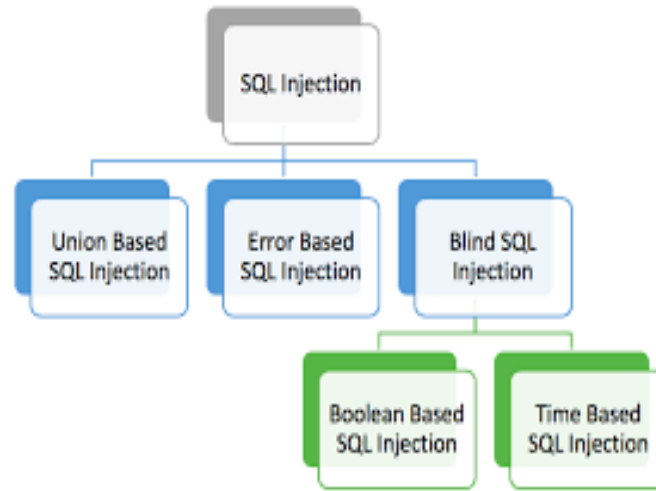 SQL Injection
Union Based
SQL Injection
Error Based
SQL Injection
Blind SQL
Injection
Boolean Based
SQL Injection
Time Based
SQL Injection